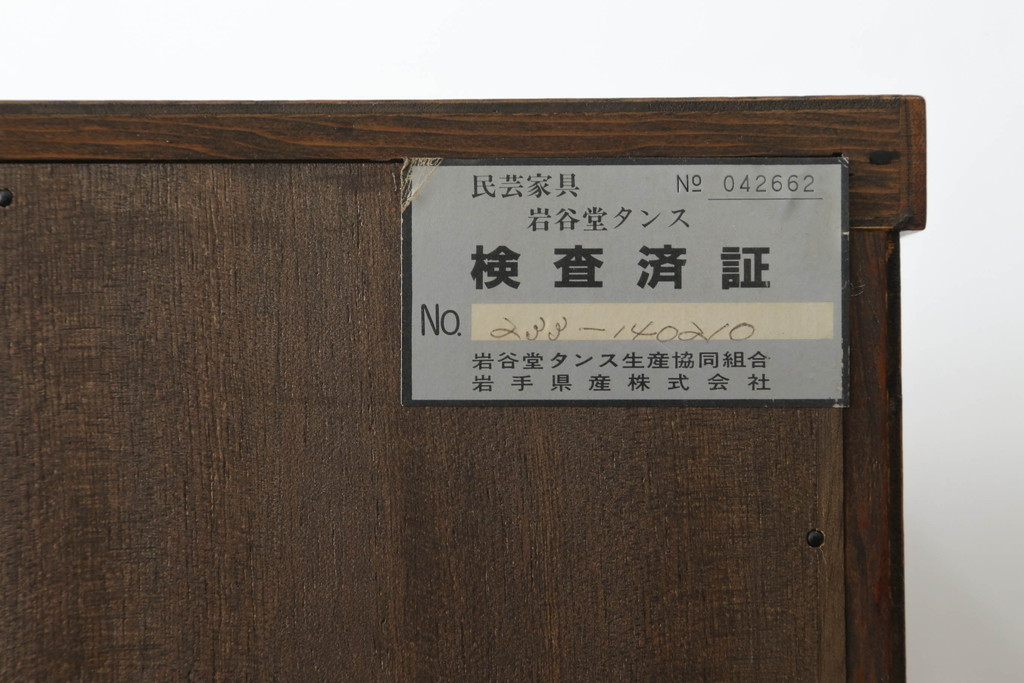 民芸家具 Nº 042662
岩谷堂タンス
検査済証
No. 233-140210
岩谷堂タンス生産協同組合
岩手県産株式会社